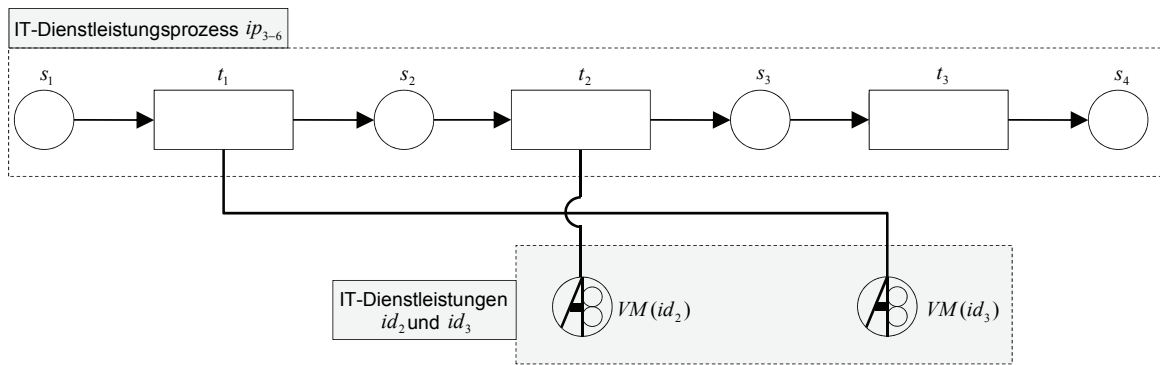 IT-Dienstleistungsprozess ip₃₋₆
s₁ t₁ s₂ t₂ s₃ t₃ s₄
IT-Dienstleistungen
id₂ und id₃
VM(id₂) VM(id₃)